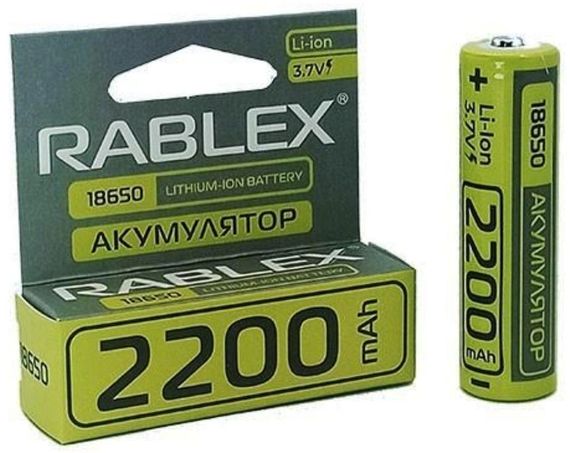 Li-ion
3.7V
RABLEX®
18650 LITHIUM-ION BATTERY
АКУМУЛЯТОР
RABLEX
18650 LITHIUM-ION BATTERY
18650
2200 mAh
+ Li-Ion
3.7V
18650
2200 mAh
АКУМУЛЯТОР